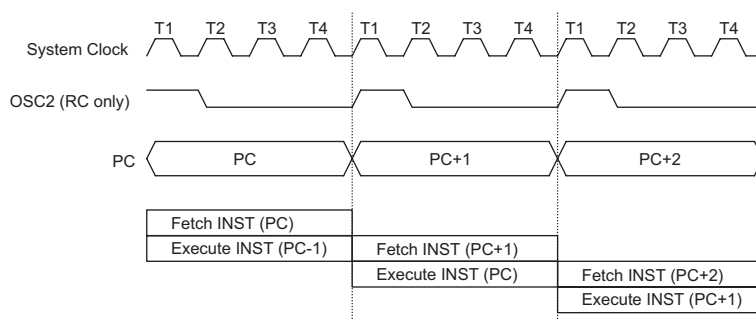 T1 T2 T3 T4 T1 T2 T3 T4 T1 T2 T3 T4
System Clock
OSC2 (RC only)
PC PC PC+1 PC+2
Fetch INST (PC)
Execute INST (PC-1) Fetch INST (PC+1)
Execute INST (PC) Fetch INST (PC+2)
Execute INST (PC+1)